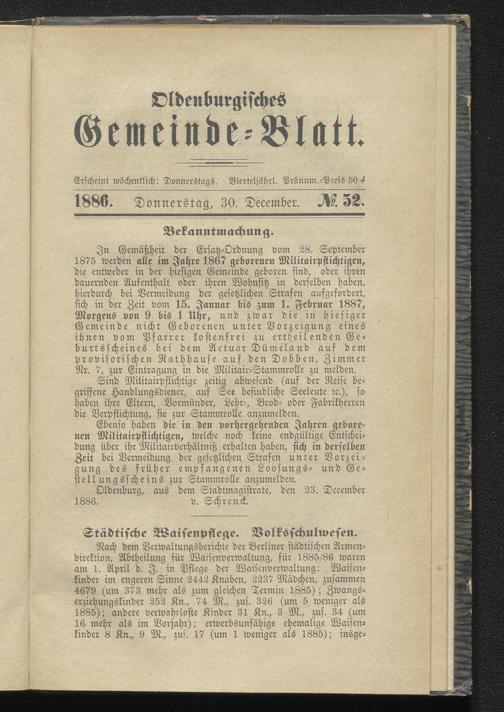 Oldenburgisches
Gemeinde-Blatt.
Erscheint wöchentlich: Donnerstags. Vierteljährl. Pränum.-Preis 50 ₰
1886. Donnerstag, 30. December. № 52.
Bekanntmachung.
In Gemäßheit der Ersatz-Ordnung vom 28. September
1875 werden alle im Jahre 1867 geborenen Militairpflichtigen,
die entweder in der hiesigen Gemeinde geboren sind, oder ihren
dauernden Aufenthalt oder ihren Wohnsitz in derselben haben,
hierdurch bei Vermeidung der gesetzlichen Strafen aufgefordert,
sich in der Zeit vom 15. Januar bis zum 1. Februar 1887,
Morgens von 9 bis 1 Uhr, und zwar die in hiesiger
Gemeinde nicht Geborenen unter Vorzeigung eines
ihnen vom Pfarrer kostenfrei zu ertheilenden Ge-
burtsscheines bei dem Actuar Dümeland auf dem
provisorischen Rathhause auf den Dobben, Zimmer
Nr. 7, zur Eintragung in die Militair-Stammrolle zu melden.
Sind Militairpflichtige zeitig abwesend (auf der Reise be-
griffene Handlungsdiener, auf See befindliche Seeleute ꝛc.), so
haben ihre Eltern, Vormünder, Lehr-, Brod- oder Fabrikherren
die Verpflichtung, sie zur Stammrolle anzumelden.
Ebenso haben die in den vorhergehenden Jahren gebore-
nen Militairpflichtigen, welche noch keine endgültige Entschei-
dung über ihr Militairverhältniß erhalten haben, sich in derselben
Zeit bei Vermeidung der gesetzlichen Strafen unter Vorzei-
gung des früher empfangenen Loosungs- und Ge-
stellungsscheins zur Stammrolle anzumelden.
Oldenburg, aus dem Stadtmagistrate, den 23. December
1886. v. Schrenck.
Städtische Waisenpflege. Volksschulwesen.
Nach dem Verwaltungsberichte der Berliner städtischen Armen-
direktion, Abtheilung für Waisenverwaltung, für 1885/86 waren
am 1. April d. J. in Pflege der Waisenverwaltung: Waisen-
kinder im engeren Sinne 2442 Knaben, 2237 Mädchen, zusammen
4679 (um 373 mehr als zum gleichen Termin 1885); Zwangs-
erziehungskinder 252 Kn., 74 M., zus. 326 (um 5 weniger als
1885); andere verwahrloste Kinder 31 Kn., 3 M., zus. 34 (um
16 mehr als im Vorjahr); erwerbsunfähige ehemalige Waisen-
kinder 8 Kn., 9 M., zus. 17 (um 1 weniger als 1885); insge-